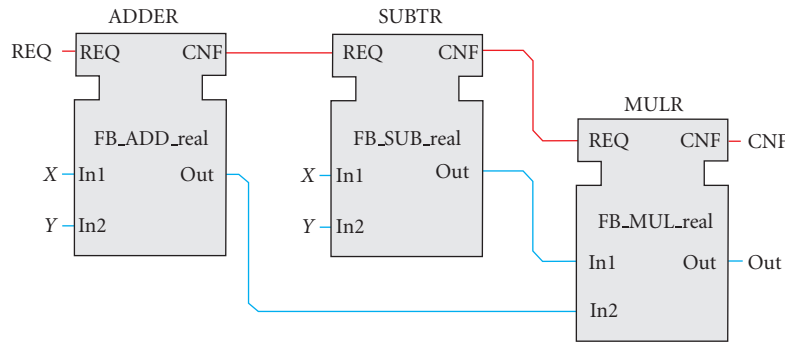 ADDER
REQ
REQ
CNF
FB_ADD_real
X
In1
Out
Y
In2
SUBTR
REQ
CNF
FB_SUB_real
X
In1
Out
Y
In2
MULR
REQ
CNF
CNF
FB_MUL_real
In1
Out
Out
In2